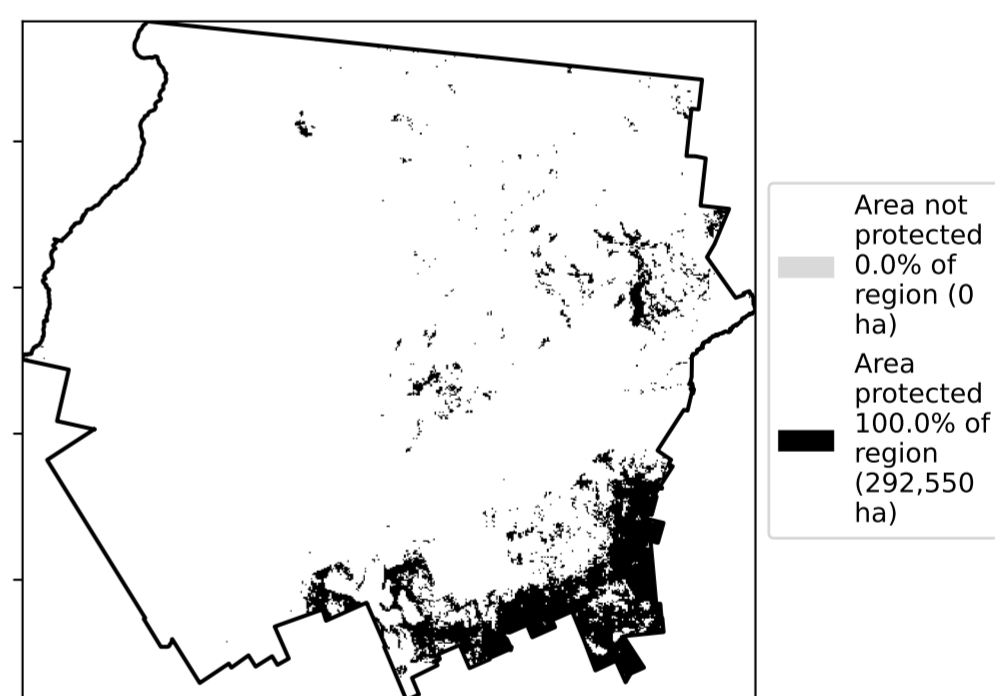 Area not
protected
0.0% of
region (0
ha)
Area
protected
100.0% of
region
(292,550
ha)